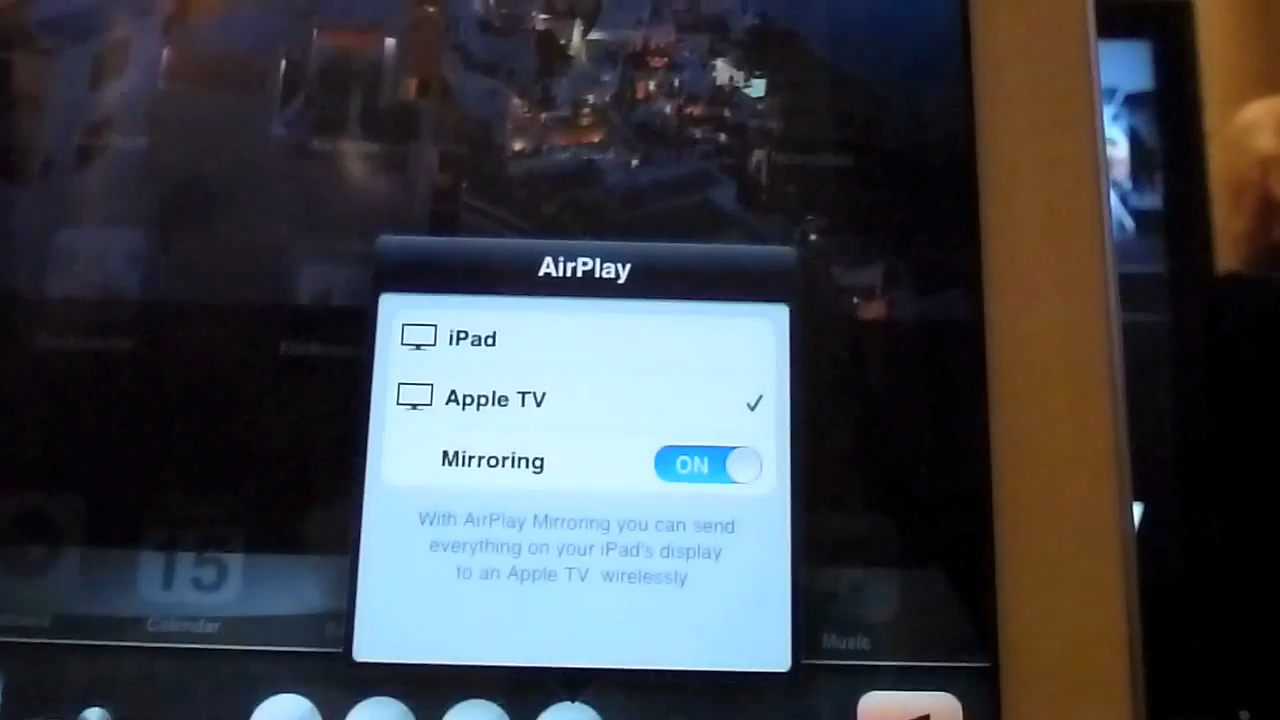 AirPlay
iPad
Apple TV
Mirroring
ON
With AirPlay Mirroring you can send
everything on your iPad's display
to an Apple TV wirelessly
15
Calendar
Music